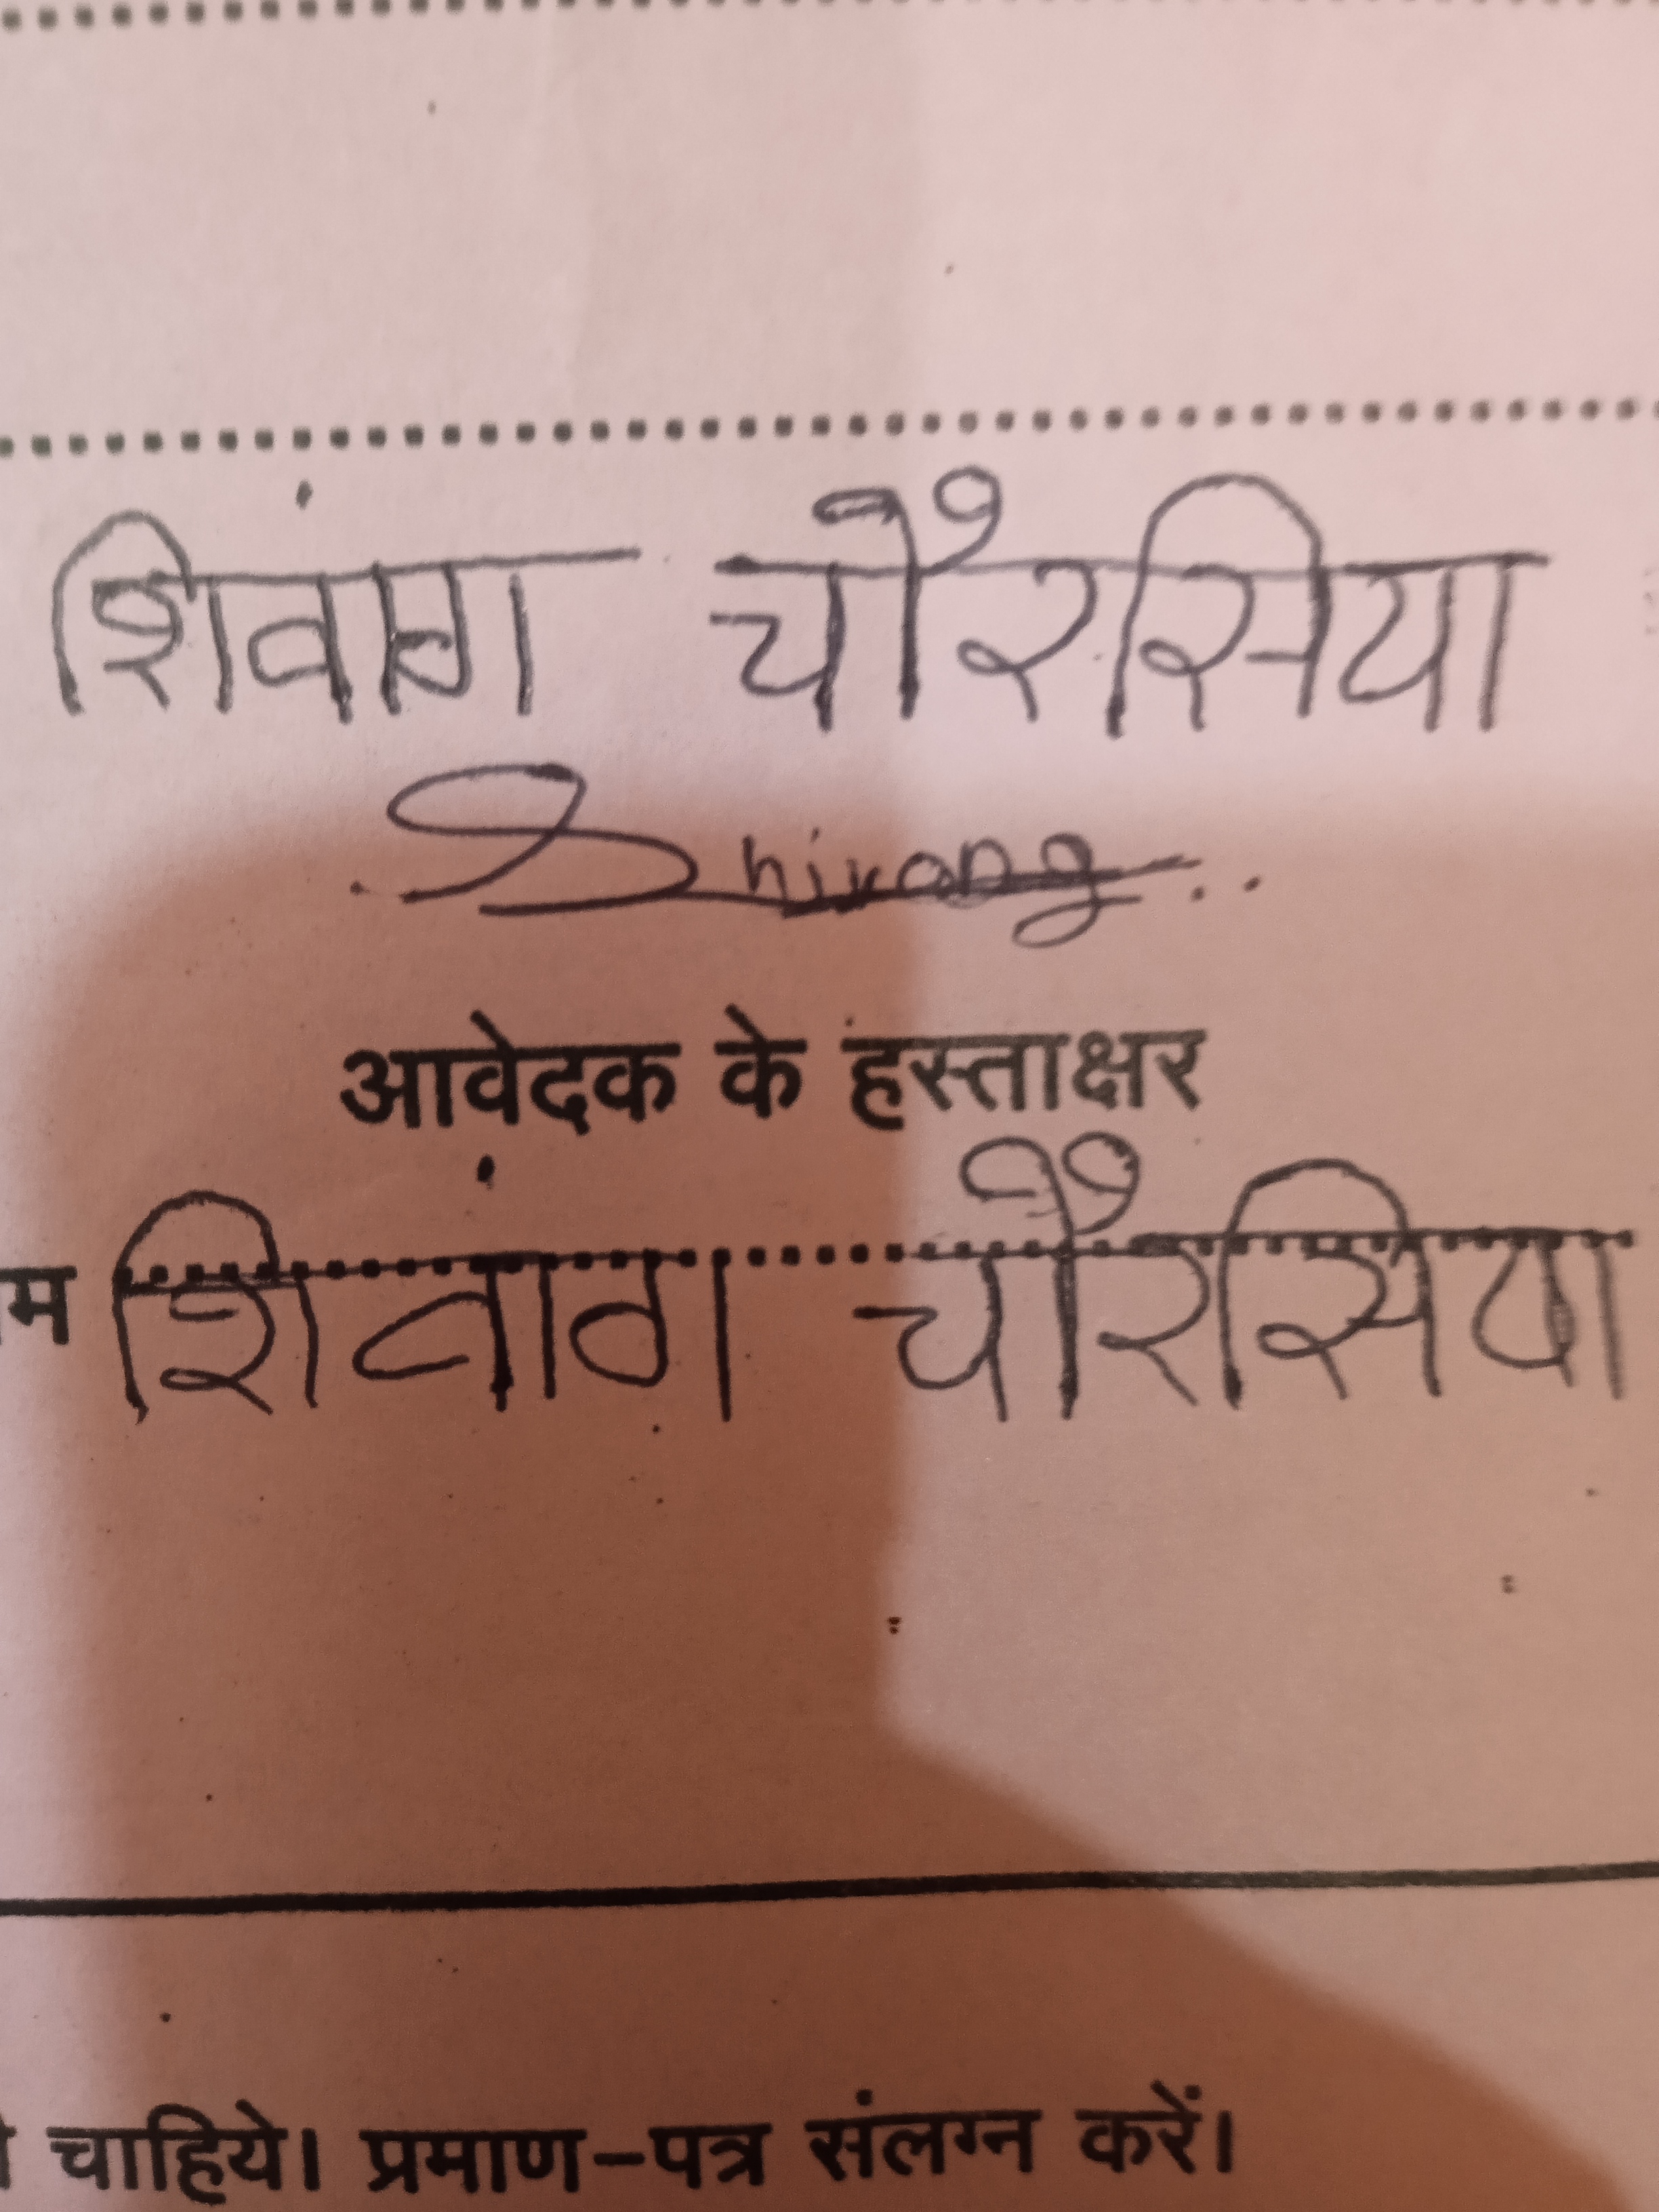 शिवांग चौरसिया
Shivang
आवेदक के हस्ताक्षर
शिवांग चौरसिया
चाहिये। प्रमाण-पत्र संलग्न करें।